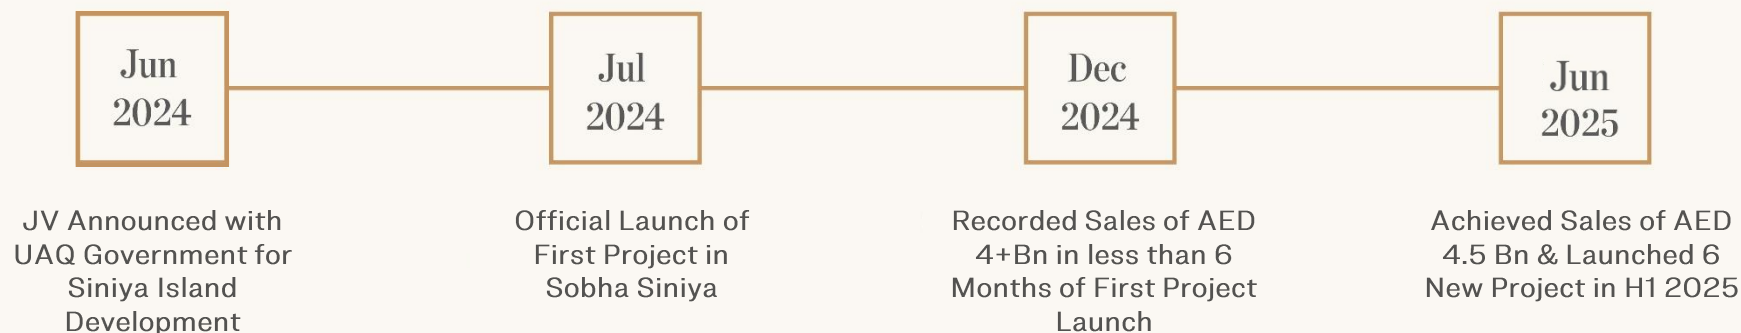 Jun
2024
Jul
2024
Dec
2024
Jun
2025
JV Announced with
UAQ Government for
Siniya Island
Development
Official Launch of
First Project in
Sobha Siniya
Recorded Sales of AED
4+Bn in less than 6
Months of First Project
Launch
Achieved Sales of AED
4.5 Bn & Launched 6
New Project in H1 2025